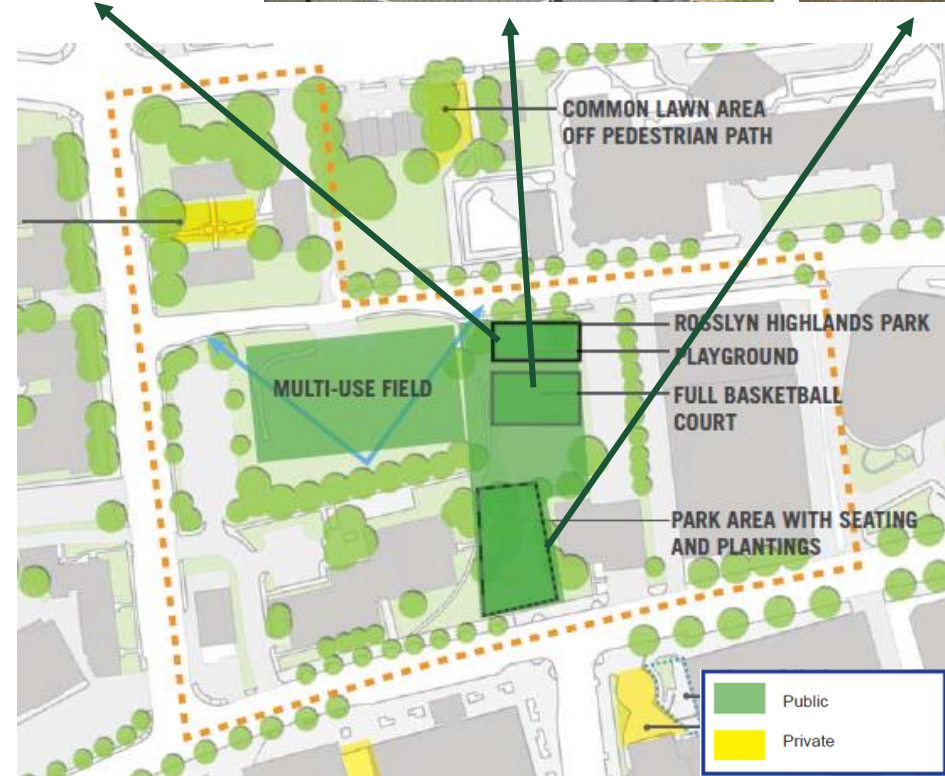 COMMON LAWN AREA
OFF PEDESTRIAN PATH
ROSSLYN HIGHLANDS PARK
PLAYGROUND
MULTI-USE FIELD
FULL BASKETBALL
COURT
PARK AREA WITH SEATING
AND PLANTINGS
Public
Private